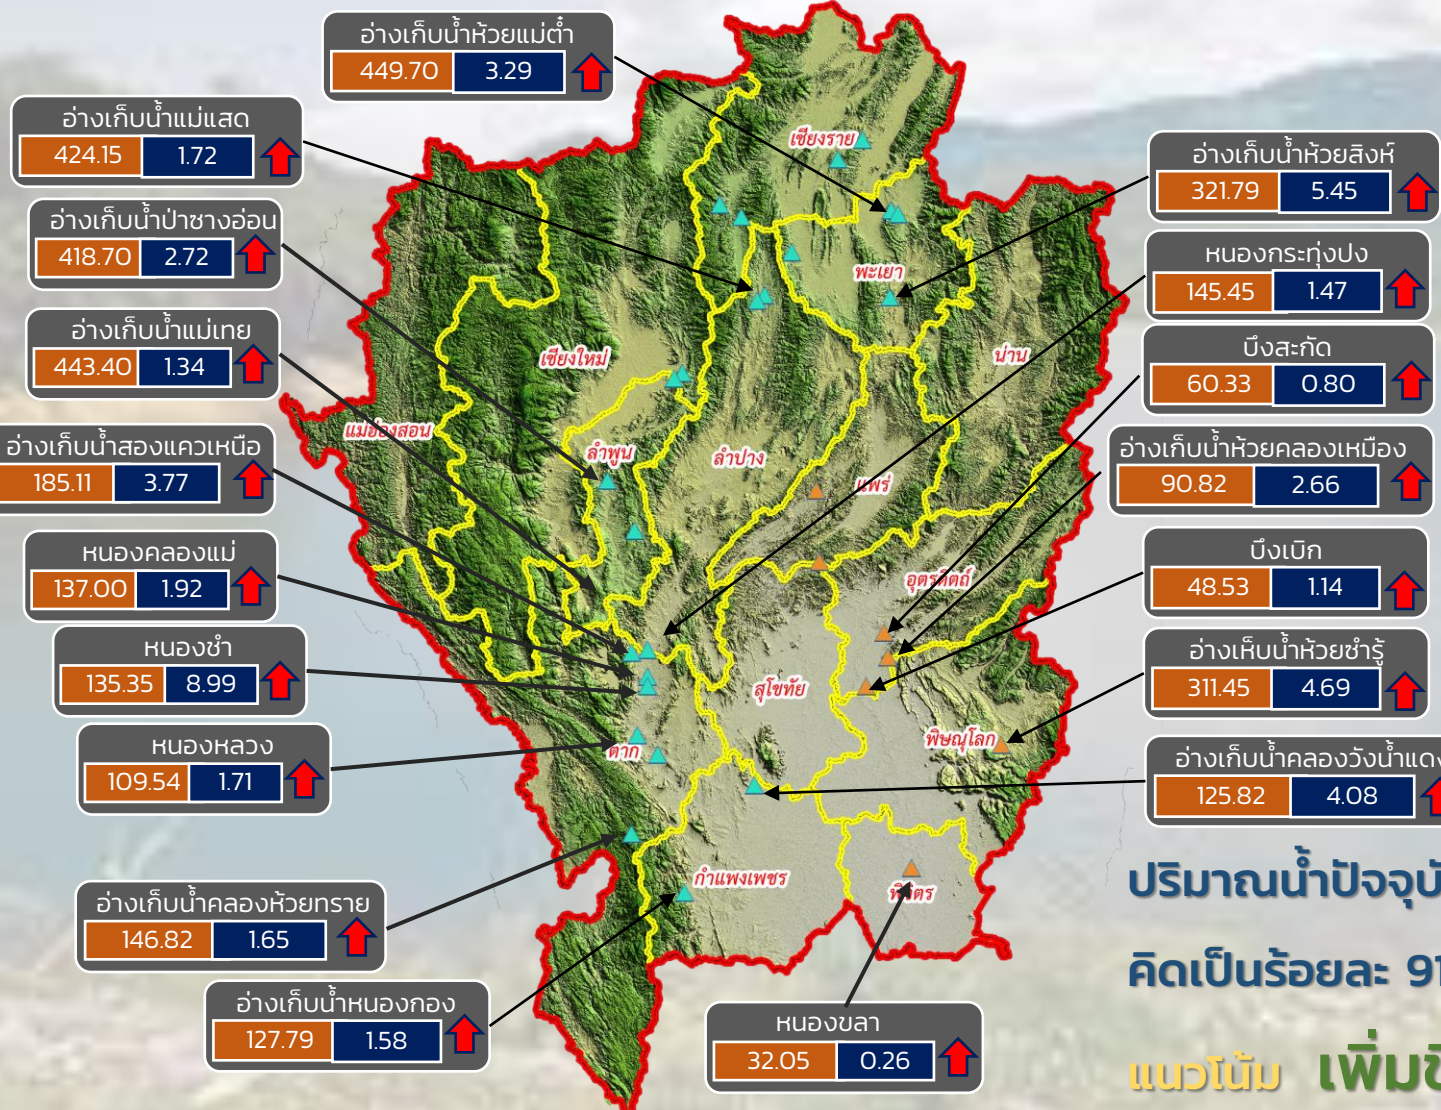 อ่างเก็บน้ำห้วยแม่ต๋ำ
449.70 3.29
อ่างเก็บน้ำแม่แสด
424.15 1.72
อ่างเก็บน้ำป่าซางอ่อน
418.70 2.72
อ่างเก็บน้ำแม่เทย
443.40 1.34
อ่างเก็บน้ำสองแควเหนือ
185.11 3.77
หนองคลองแม่
137.00 1.92
หนองชำ
135.35 8.99
หนองหลวง
109.54 1.71
อ่างเก็บน้ำคลองห้วยทราย
146.82 1.65
อ่างเก็บน้ำหนองกอง
127.79 1.58
หนองขลา
32.05 0.26
อ่างเก็บน้ำห้วยสิงห์
321.79 5.45
หนองกระทุ่งปง
145.45 1.47
บึงสะกัด
60.33 0.80
อ่างเก็บน้ำห้วยคลองเหมือง
90.82 2.66
บึงเบิก
48.53 1.14
อ่างเห็บน้ำห้วยซำรู้
311.45 4.69
อ่างเก็บน้ำคลองวังน้ำแดง
125.82 4.08
เชียงราย
พะเยา
น่าน
เชียงใหม่
แม่ฮ่องสอน
ลำพูน
ลำปาง
แพร่
อุตรดิตถ์
สุโขทัย
ตาก
พิษณุโลก
กำแพงเพชร
พิจิตร
ปริมาณน้ำปัจจุบั
คิดเป็นร้อยละ 91
แนวโน้ม เพิ่มขึ